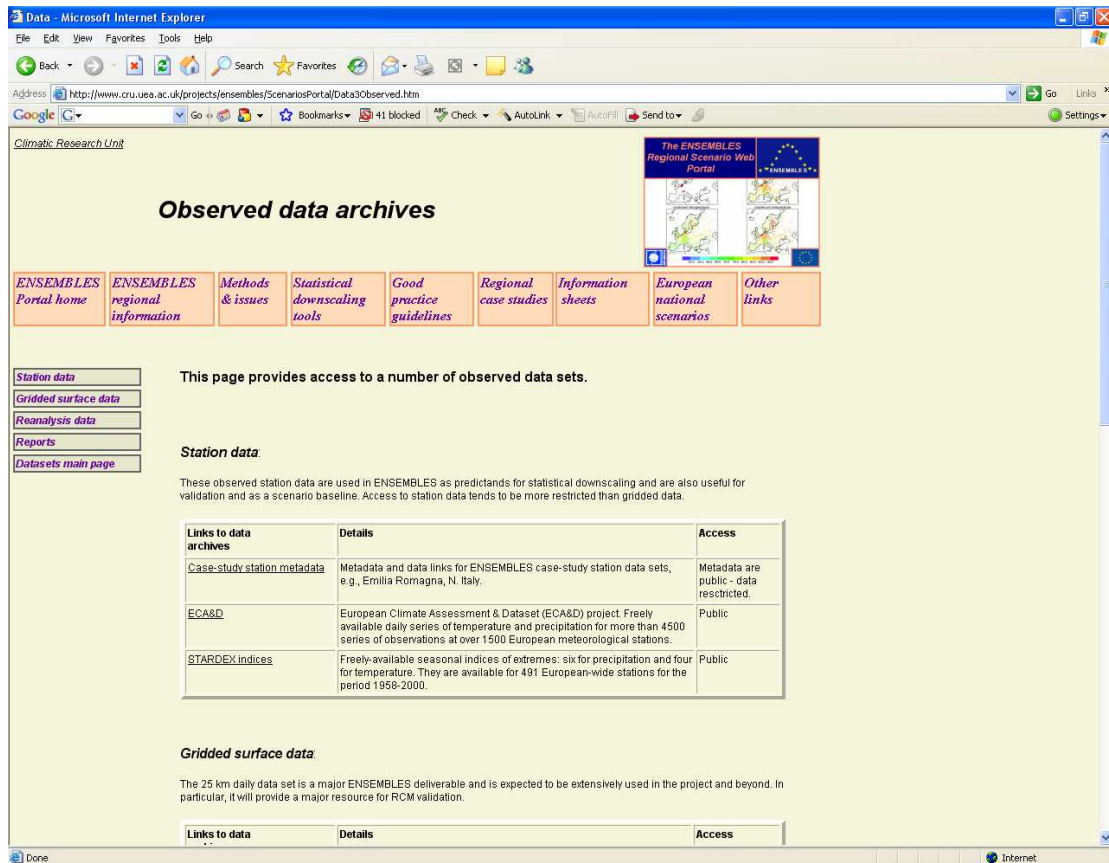 Data - Microsoft Internet Explorer
File Edit View Favorites Tools Help
Back Search Favorites
Address http://www.cru.uea.ac.uk/projects/ensembles/ScenariosPortal/Data3Observed.htm Go Links
Google G Go Bookmarks 41 blocked ABC Check AutoLink AutoFill Send to Settings
Climatic Research Unit
The ENSEMBLES
Regional Scenario Web
Portal
ENSEMBLES
Observed data archives
ENSEMBLES Portal home
ENSEMBLES regional information
Methods & issues
Statistical downscaling tools
Good practice guidelines
Regional case studies
Information sheets
European national scenarios
Other links
Station data
Gridded surface data
Reanalysis data
Reports
Datasets main page
This page provides access to a number of observed data sets.
Station data:
These observed station data are used in ENSEMBLES as predictands for statistical downscaling and are also useful for
validation and as a scenario baseline. Access to station data tends to be more restricted than gridded data.
Links to data
archives
Details
Access
Case-study station metadata
Metadata and data links for ENSEMBLES case-study station data sets,
e.g., Emilia Romagna, N. Italy.
Metadata are
public - data
resctricted.
ECA&D
European Climate Assessment & Dataset (ECA&D) project. Freely
available daily series of temperature and precipitation for more than 4500
series of observations at over 1500 European meteorological stations.
Public
STARDEX indices
Freely-available seasonal indices of extremes: six for precipitation and four
for temperature. They are available for 491 European-wide stations for the
period 1958-2000.
Public
Gridded surface data:
The 25 km daily data set is a major ENSEMBLES deliverable and is expected to be extensively used in the project and beyond. In
particular, it will provide a major resource for RCM validation.
Links to data
Details
Access
Done Internet